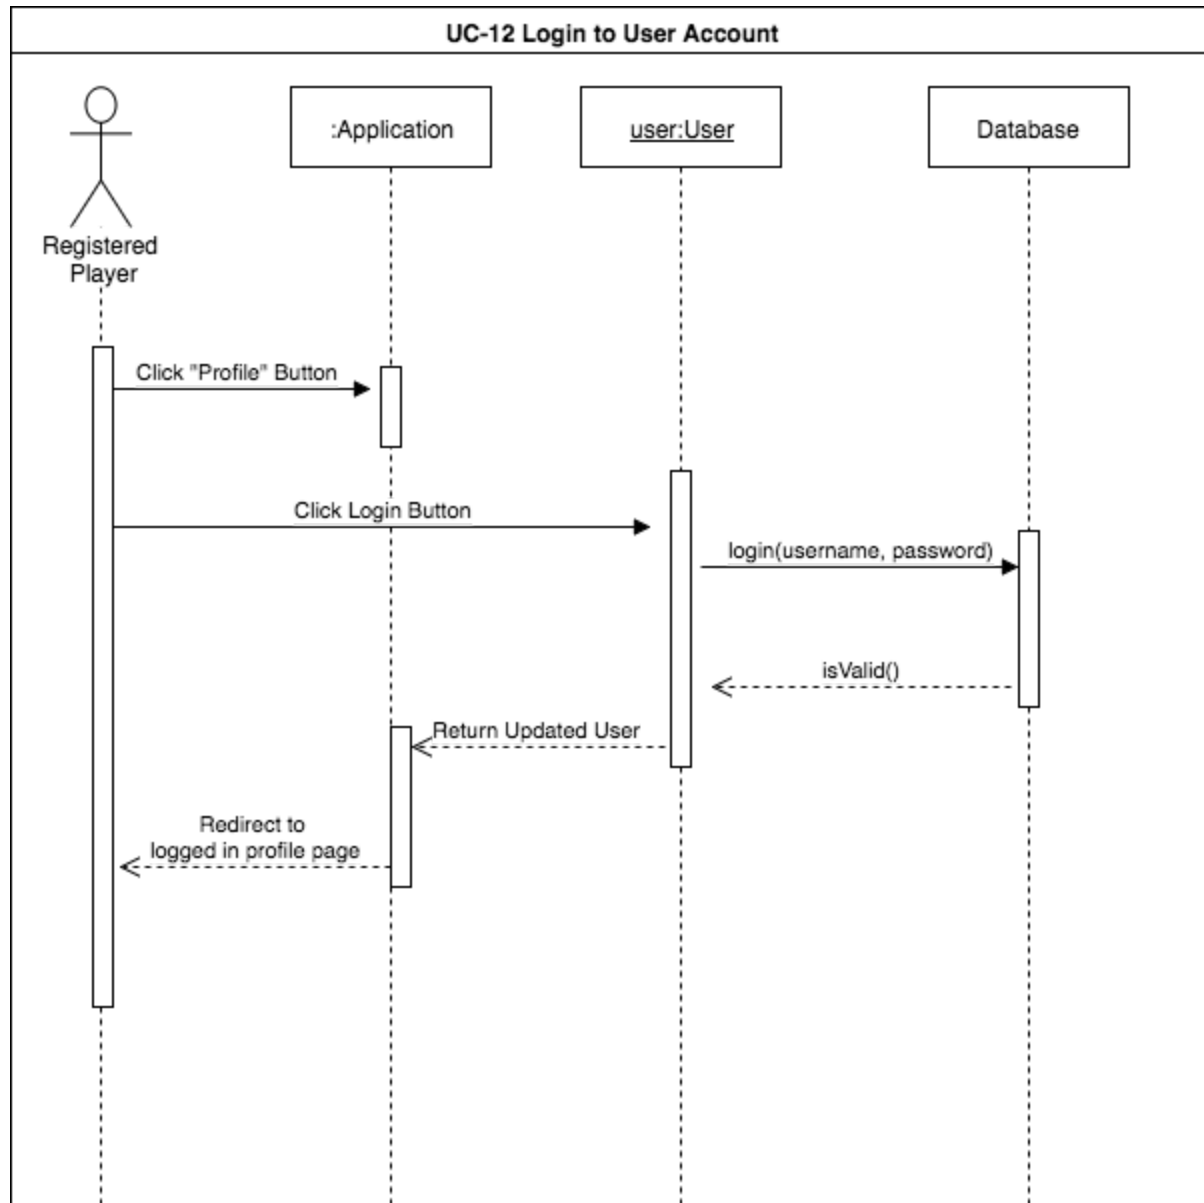 UC-12 Login to User Account
:Application
user:User
Database
Registered
Player
Click "Profile" Button
Click Login Button
login(username, password)
isValid()
Return Updated User
Redirect to
logged in profile page